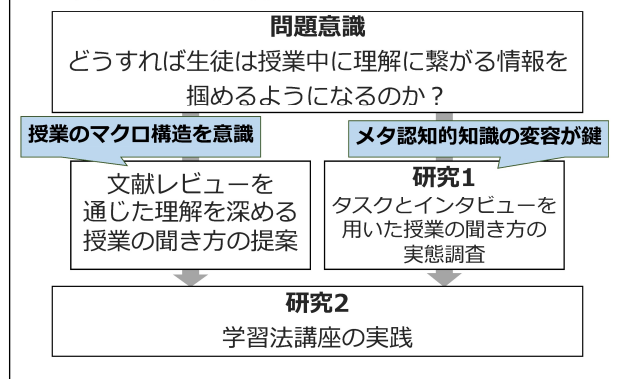 問題意識
どうすれば生徒は授業中に理解に繋がる情報を
掴めるようになるのか？
授業のマクロ構造を意識
メタ認知的知識の変容が鍵
文献レビューを
通じた理解を深める
授業の聞き方の提案
研究1
タスクとインタビューを
用いた授業の聞き方の
実態調査
研究2
学習法講座の実践